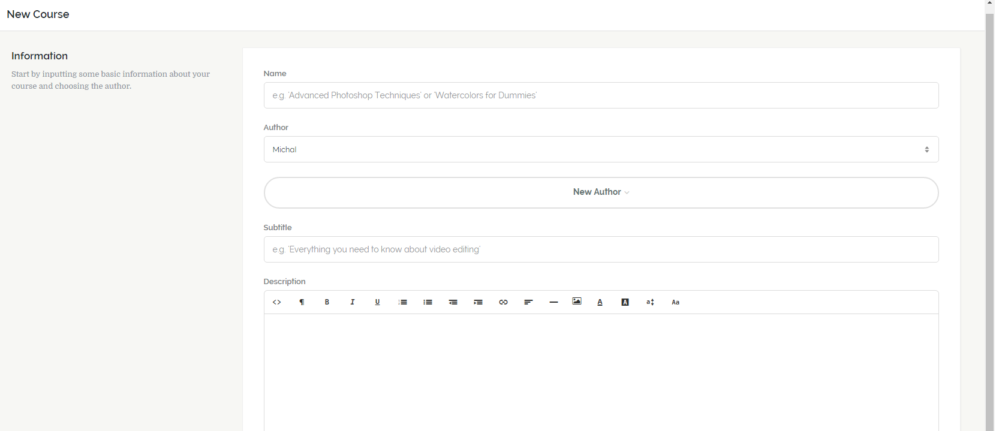 New Course
Information
Start by inputting some basic information about your
course and choosing the author.
Name
e.g. 'Advanced Photoshop Techniques' or 'Watercolors for Dummies'
Author
Michal
New Author
Subtitle
e.g. 'Everything you need to know about video editing'
Description
<> ¶ B I U A A a Aa